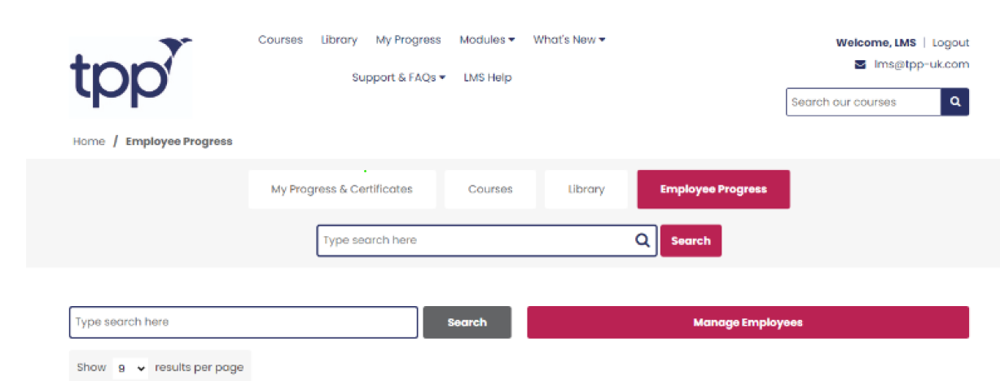 tpp
Courses Library My Progress Modules What's New
Support & FAQs LMS Help
Welcome, LMS | Logout
lms@tpp-uk.com
Search our courses
Home / Employee Progress
My Progress & Certificates Courses Library Employee Progress
Type search here Search
Type search here Search Manage Employees
Show 9 results per page